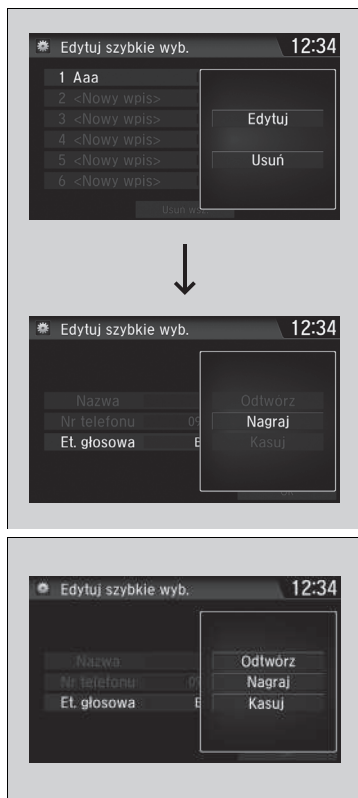 Edytuj szybkie wyb. 12:34
1 Aaa
2 <Nowy wpis>
3 <Nowy wpis>
Edytuj
4 <Nowy wpis>
5 <Nowy wpis>
Usuń
6 <Nowy wpis>
Usuń
Edytuj szybkie wyb. 12:34
Nazwa Odtwórz
Nr telefonu 09 Nagraj
Et. głosowa Kasuj
Edytuj szybkie wyb. 12:34
Nazwa Odtwórz
Nr telefonu 09 Nagraj
Et. głosowa Kasuj